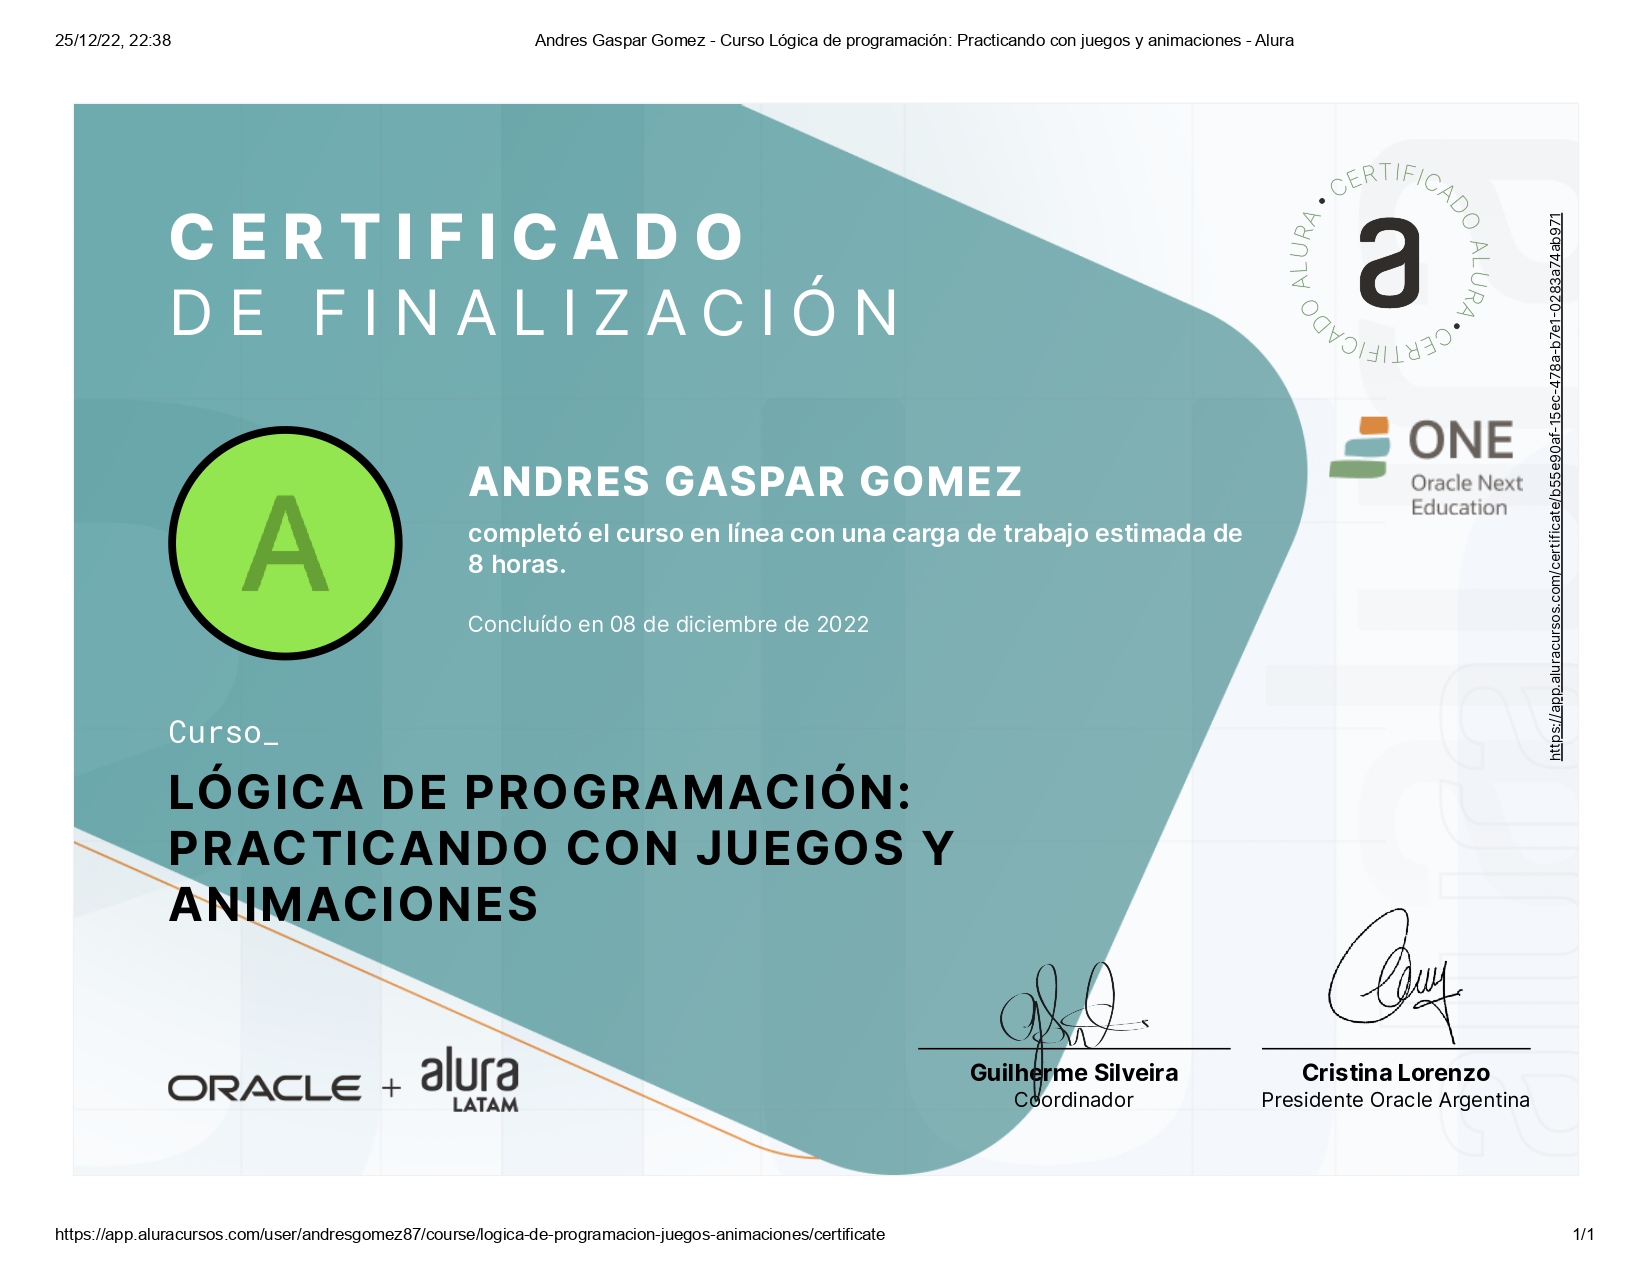 25/12/22, 22:38
Andres Gaspar Gomez - Curso Lógica de programación: Practicando con juegos y animaciones - Alura
CERTIFICADO
DE FINALIZACIÓN
• CERTIFICADO ALURA • CERTIFICADO ALURA
a
ONE
Oracle Next
Education
https://app.aluracursos.com/certificate/b55e90af-15ec-478a-b7e1-0283a74ab971
A
ANDRES GASPAR GOMEZ
completó el curso en línea con una carga de trabajo estimada de
8 horas.
Concluído en 08 de diciembre de 2022
Curso_
LÓGICA DE PROGRAMACIÓN:
PRACTICANDO CON JUEGOS Y
ANIMACIONES
ORACLE + alura
LATAM
Guilherme Silveira
Coordinador
Cristina Lorenzo
Presidente Oracle Argentina
alura
https://app.aluracursos.com/user/andresgomez87/course/logica-de-programacion-juegos-animaciones/certificate
1/1